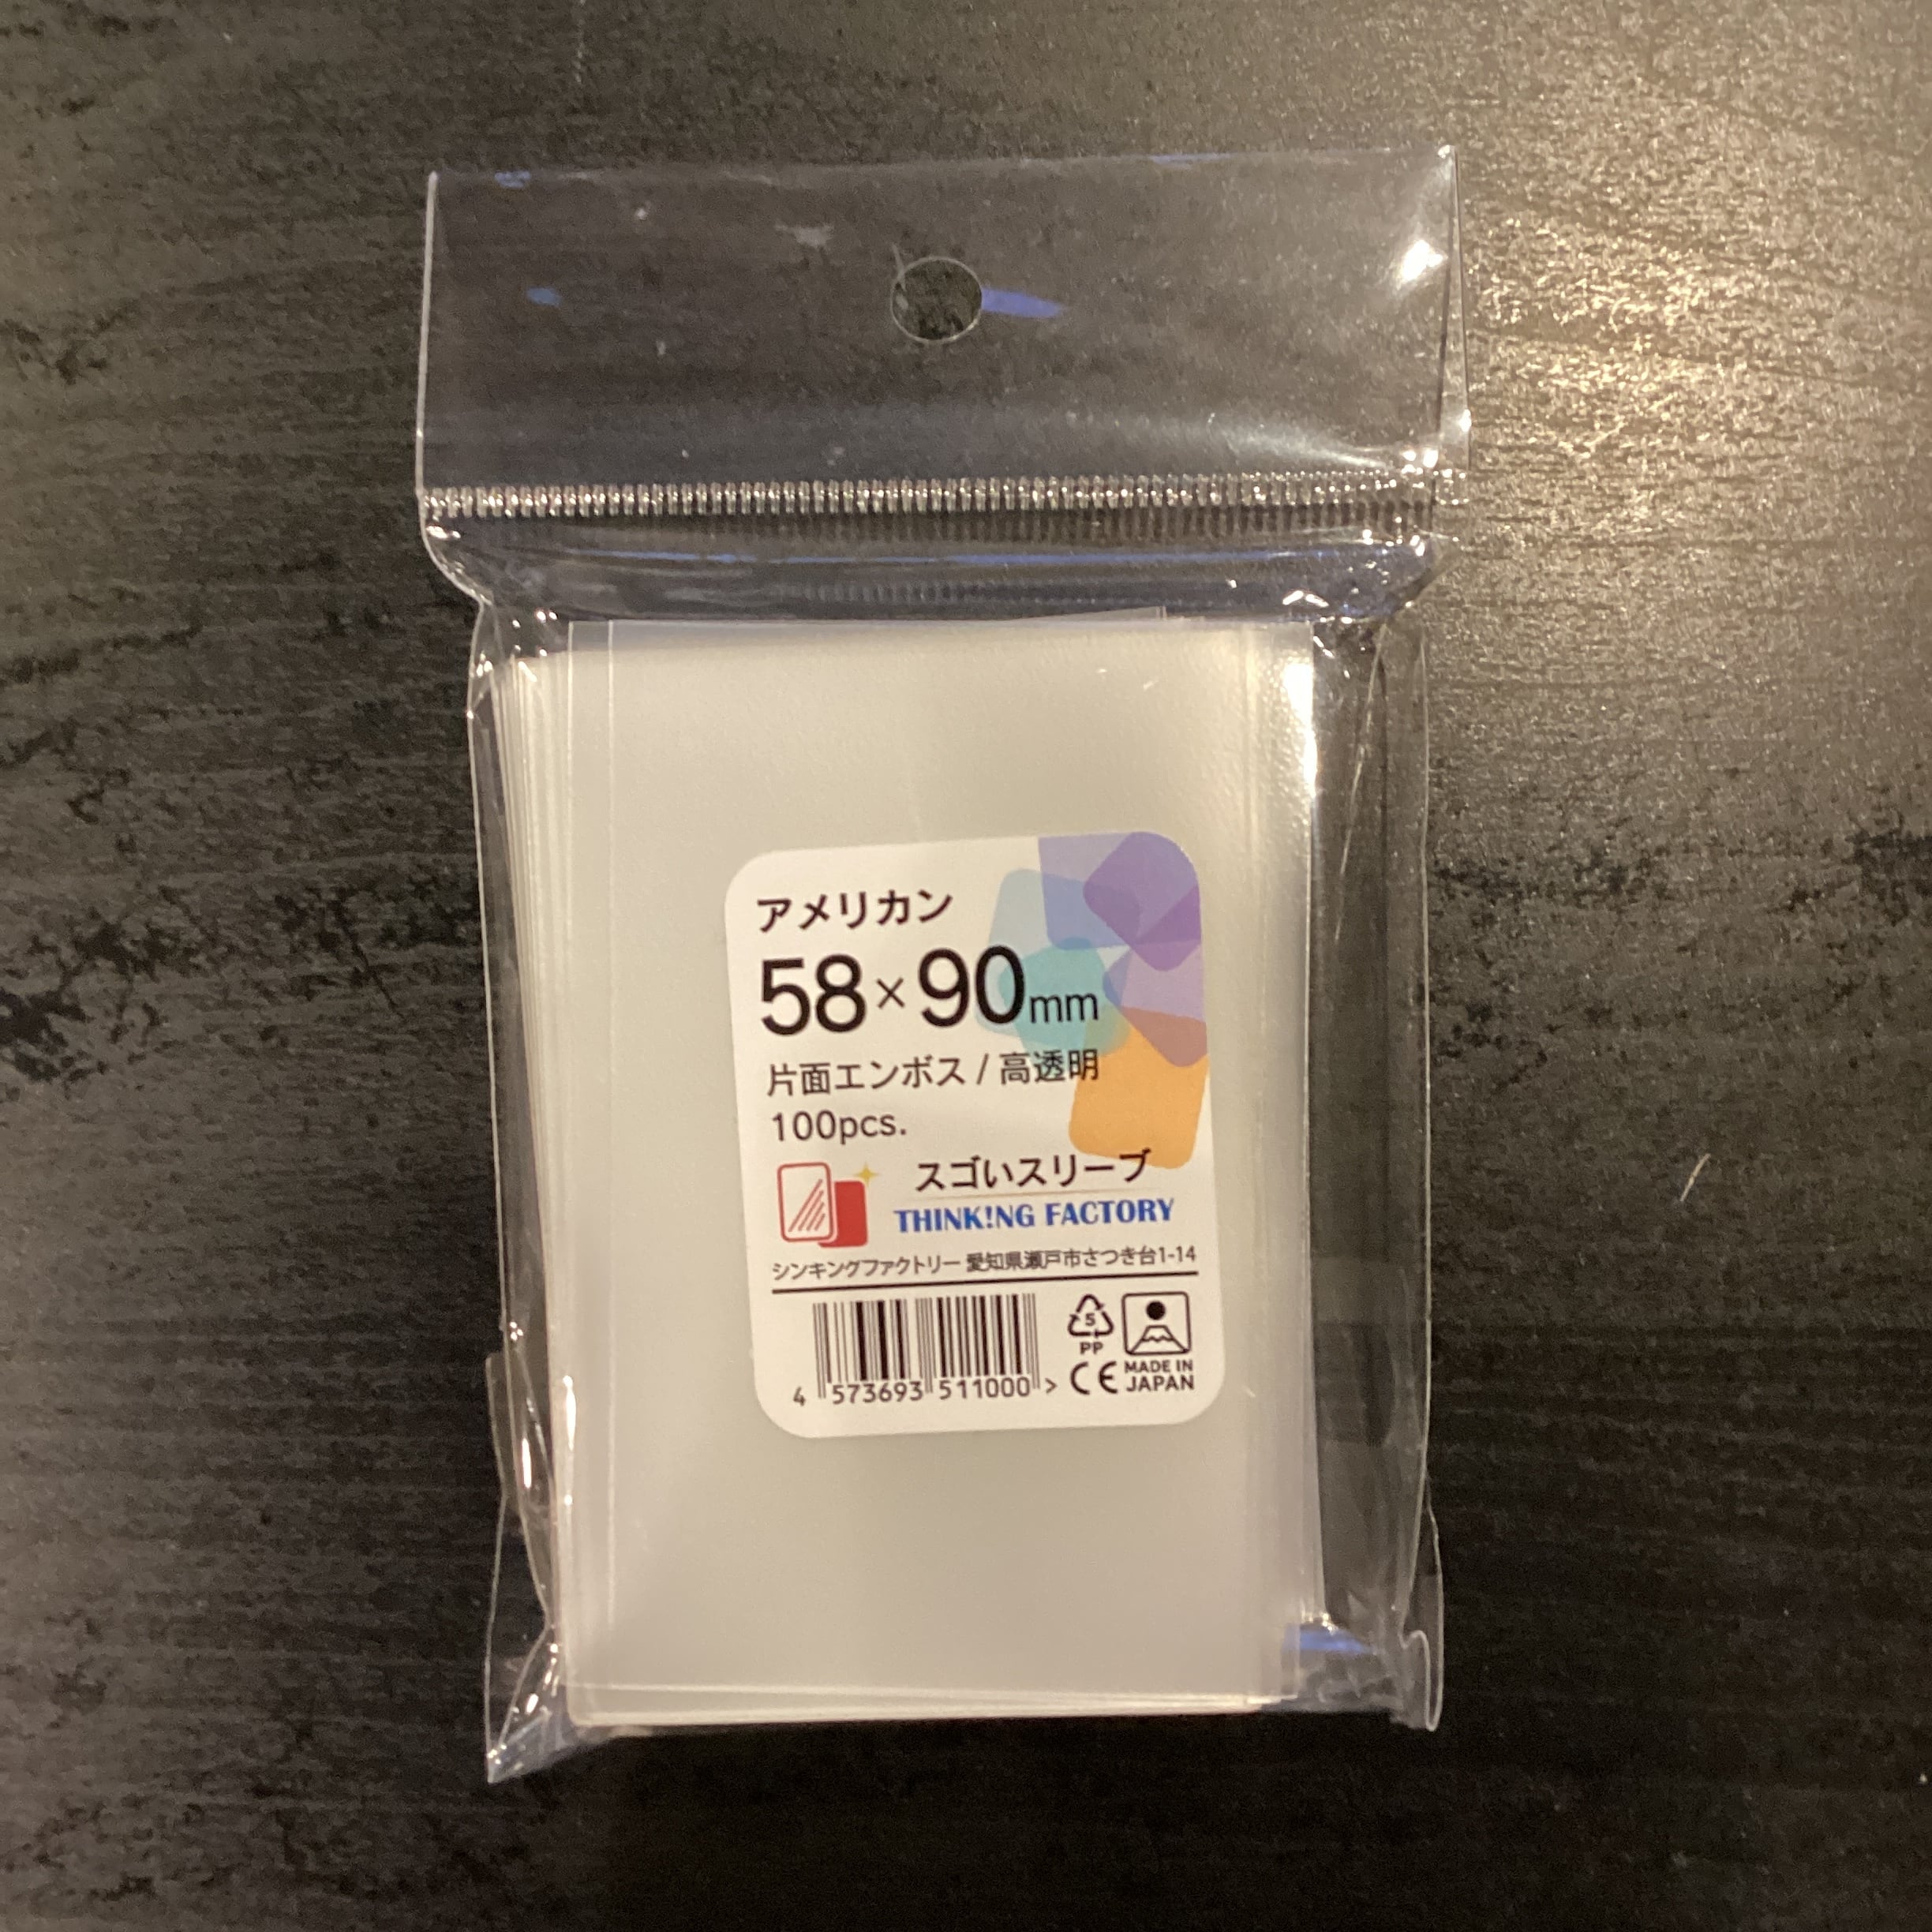 アメリカン
58×90mm
片面エンボス / 高透明
100pcs.
スゴいスリーブ
THINK!NG FACTORY
シンキングファクトリー 愛知県瀬戸市さつき台1-14
4 573693 511000 >
5
PP
CE
MADE IN
JAPAN